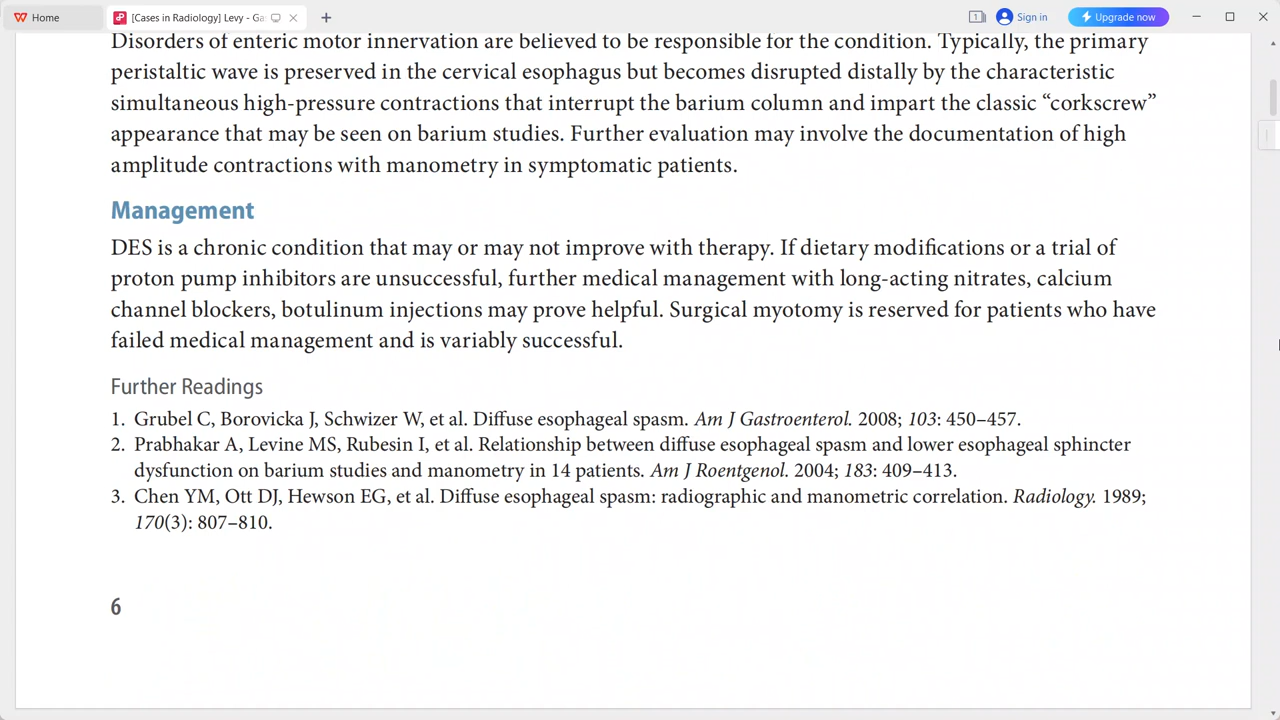 Home
[Cases in Radiology] Levy - Ga
1
Sign in
Upgrade now
Disorders of enteric motor innervation are believed to be responsible for the condition. Typically, the primary
peristaltic wave is preserved in the cervical esophagus but becomes disrupted distally by the characteristic
simultaneous high-pressure contractions that interrupt the barium column and impart the classic “corkscrew”
appearance that may be seen on barium studies. Further evaluation may involve the documentation of high
amplitude contractions with manometry in symptomatic patients.
Management
DES is a chronic condition that may or may not improve with therapy. If dietary modifications or a trial of
proton pump inhibitors are unsuccessful, further medical management with long-acting nitrates, calcium
channel blockers, botulinum injections may prove helpful. Surgical myotomy is reserved for patients who have
failed medical management and is variably successful.
Further Readings
1. Grubel C, Borovicka J, Schwizer W, et al. Diffuse esophageal spasm. Am J Gastroenterol. 2008; 103: 450–457.
2. Prabhakar A, Levine MS, Rubesin I, et al. Relationship between diffuse esophageal spasm and lower esophageal sphincter
dysfunction on barium studies and manometry in 14 patients. Am J Roentgenol. 2004; 183: 409–413.
3. Chen YM, Ott DJ, Hewson EG, et al. Diffuse esophageal spasm: radiographic and manometric correlation. Radiology. 1989;
170(3): 807–810.
6